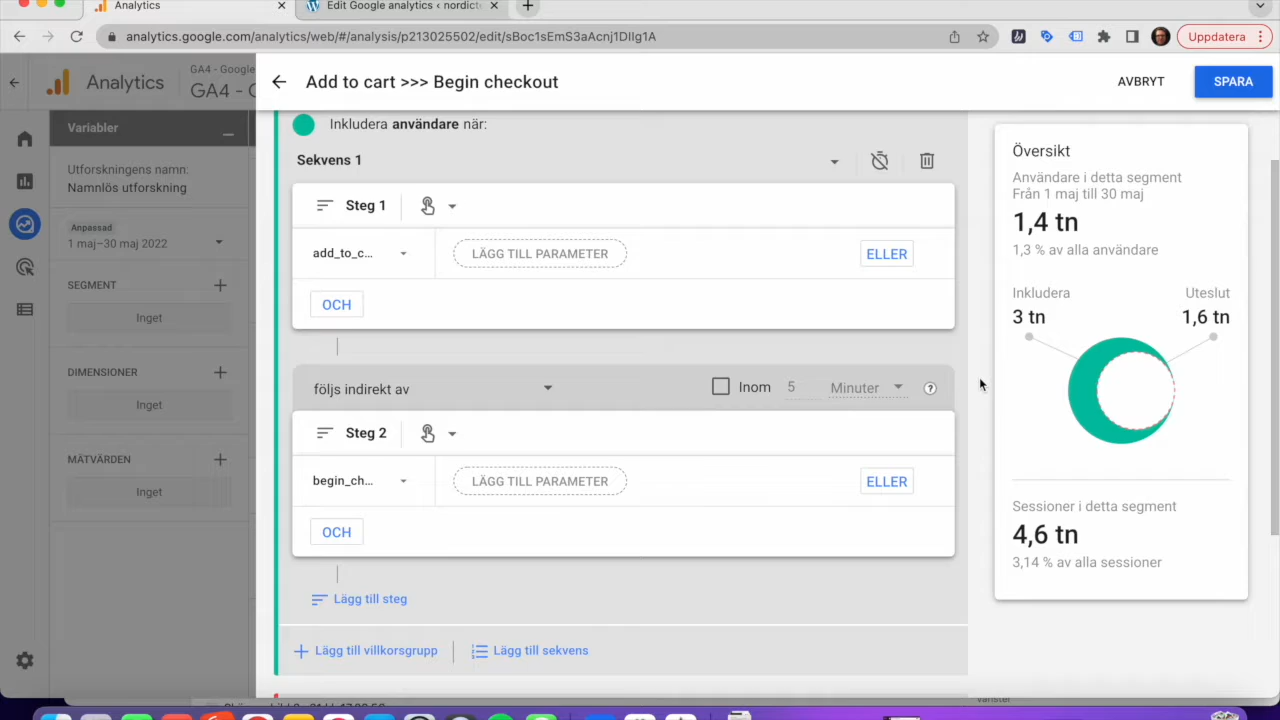 Analytics
Edit Google analytics ‹ nordict
analytics.google.com/analytics/web/#/analysis/p213025502/edit/sBoc1sEmS3aAcnj1DIIg1A
Uppdatera
Analytics
GA4 - Google
GA4 - G
Add to cart >>> Begin checkout
AVBRYT
SPARA
Variabler
Utforskningens namn:
Namnlös utforskning
Anpassad
1 maj–30 maj 2022
SEGMENT
Inget
DIMENSIONER
Inget
MÄTVÄRDEN
Inget
Inkludera användare när:
Sekvens 1
Steg 1
add_to_c...
LÄGG TILL PARAMETER
ELLER
OCH
följs indirekt av
Inom 5 Minuter
Steg 2
begin_ch...
LÄGG TILL PARAMETER
ELLER
OCH
Lägg till steg
Lägg till villkorsgrupp
Lägg till sekvens
Översikt
Användare i detta segment
Från 1 maj till 30 maj
1,4 tn
1,3 % av alla användare
Inkludera
Uteslut
3 tn
1,6 tn
Sessioner i detta segment
4,6 tn
3,14 % av alla sessioner